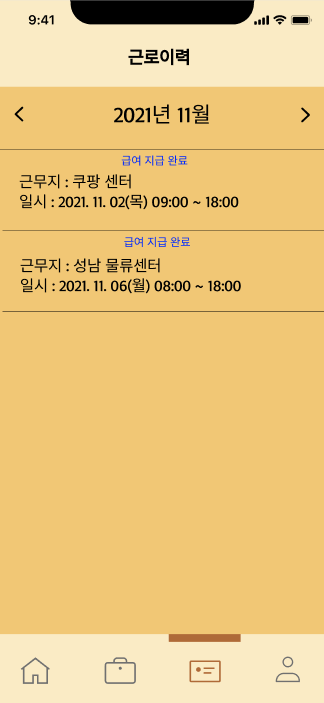 9:41
근로이력
2021년 11월
급여 지급 완료
근무지 : 쿠팡 센터
일시 : 2021. 11. 02(목) 09:00 ~ 18:00
급여 지급 완료
근무지 : 성남 물류센터
일시 : 2021. 11. 06(월) 08:00 ~ 18:00